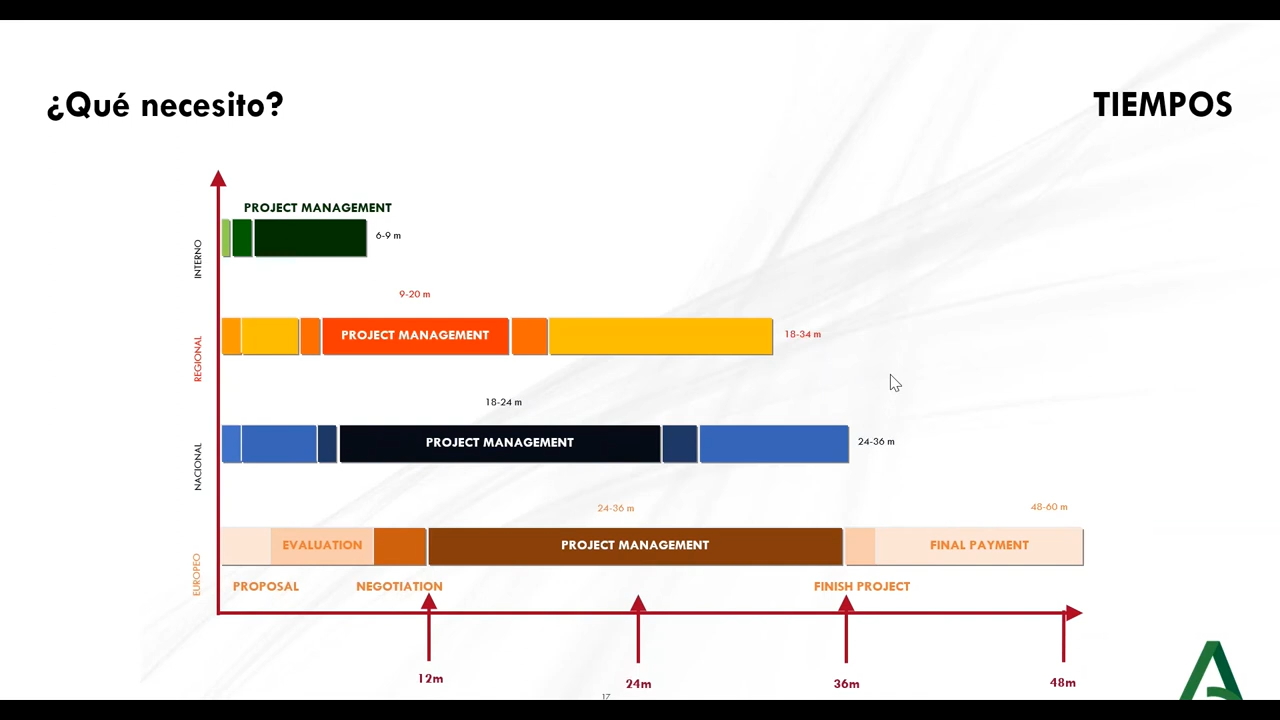 ¿Qué necesito?
TIEMPOS
PROJECT MANAGEMENT
INTERNO
6-9 m
9-20 m
REGIONAL
PROJECT MANAGEMENT
18-34 m
18-24 m
NACIONAL
PROJECT MANAGEMENT
24-36 m
24-36 m
48-60 m
EUROPEO
EVALUATION
PROJECT MANAGEMENT
FINAL PAYMENT
PROPOSAL
NEGOTIATION
FINISH PROJECT
12m
24m
36m
48m
17